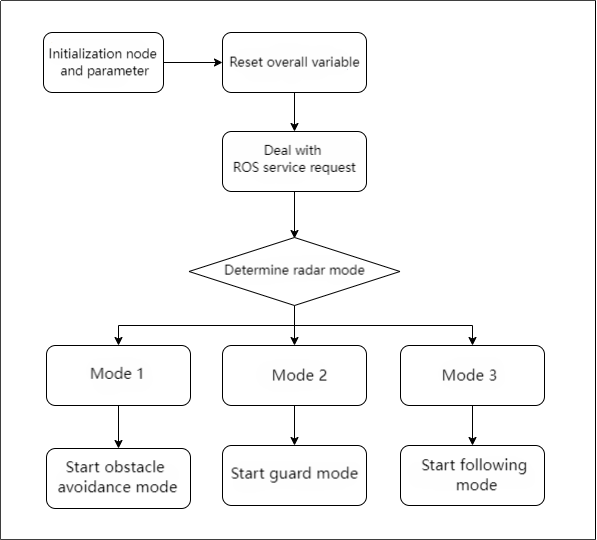 Initialization node
and parameter
Reset overall variable
Deal with
ROS service request
Determine radar mode
Mode 1
Mode 2
Mode 3
Start obstacle
avoidance mode
Start guard mode
Start following
mode